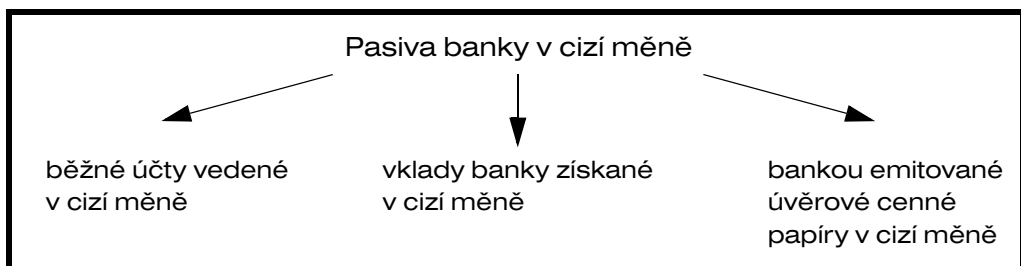 Pasiva banky v cizí měně
běžné účty vedené
v cizí měně
vklady banky získané
v cizí měně
bankou emitované
úvěrové cenné
papíry v cizí měně